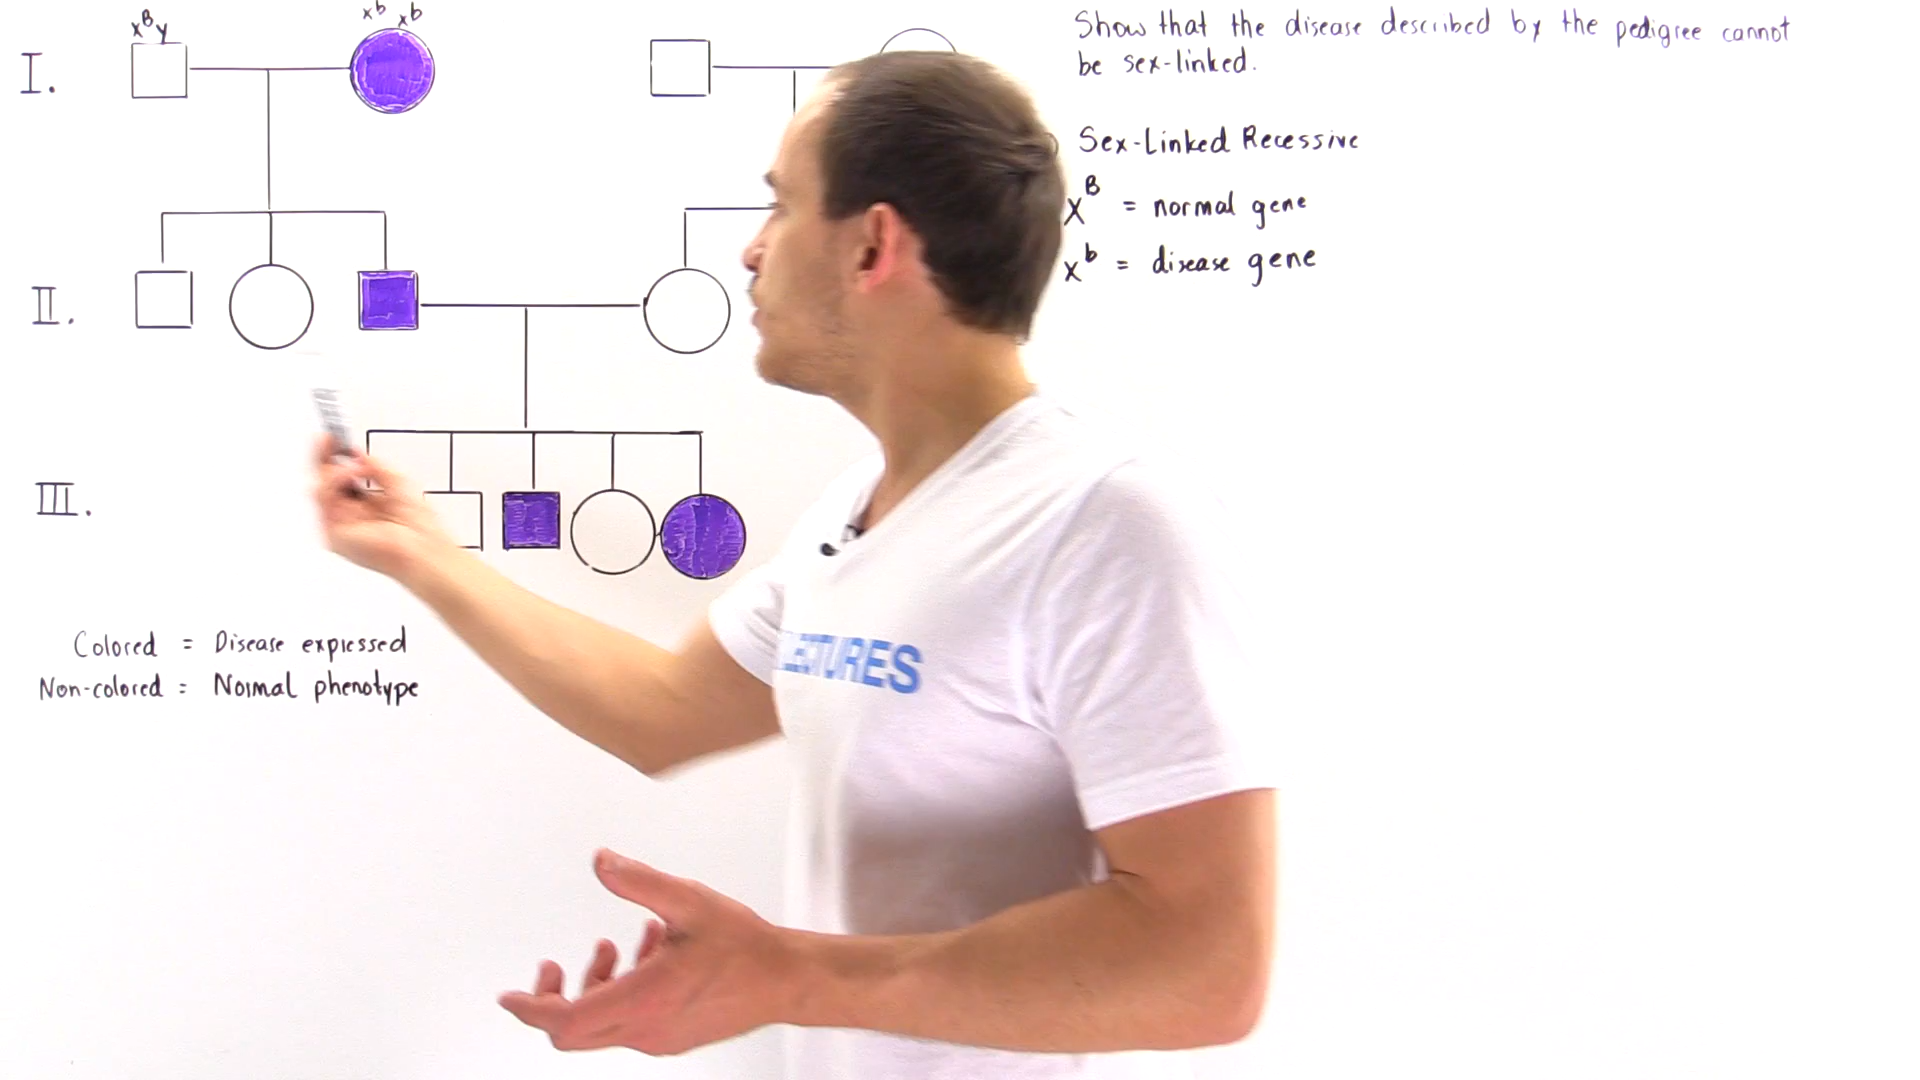 x^B y
x^b x^b
I.
II.
III.
Colored = Disease expressed
Non-colored = Normal phenotype
Show that the disease described by the pedigree cannot
be sex-linked.
Sex-Linked Recessive
X^B = normal gene
X^b = disease gene
LECTURES